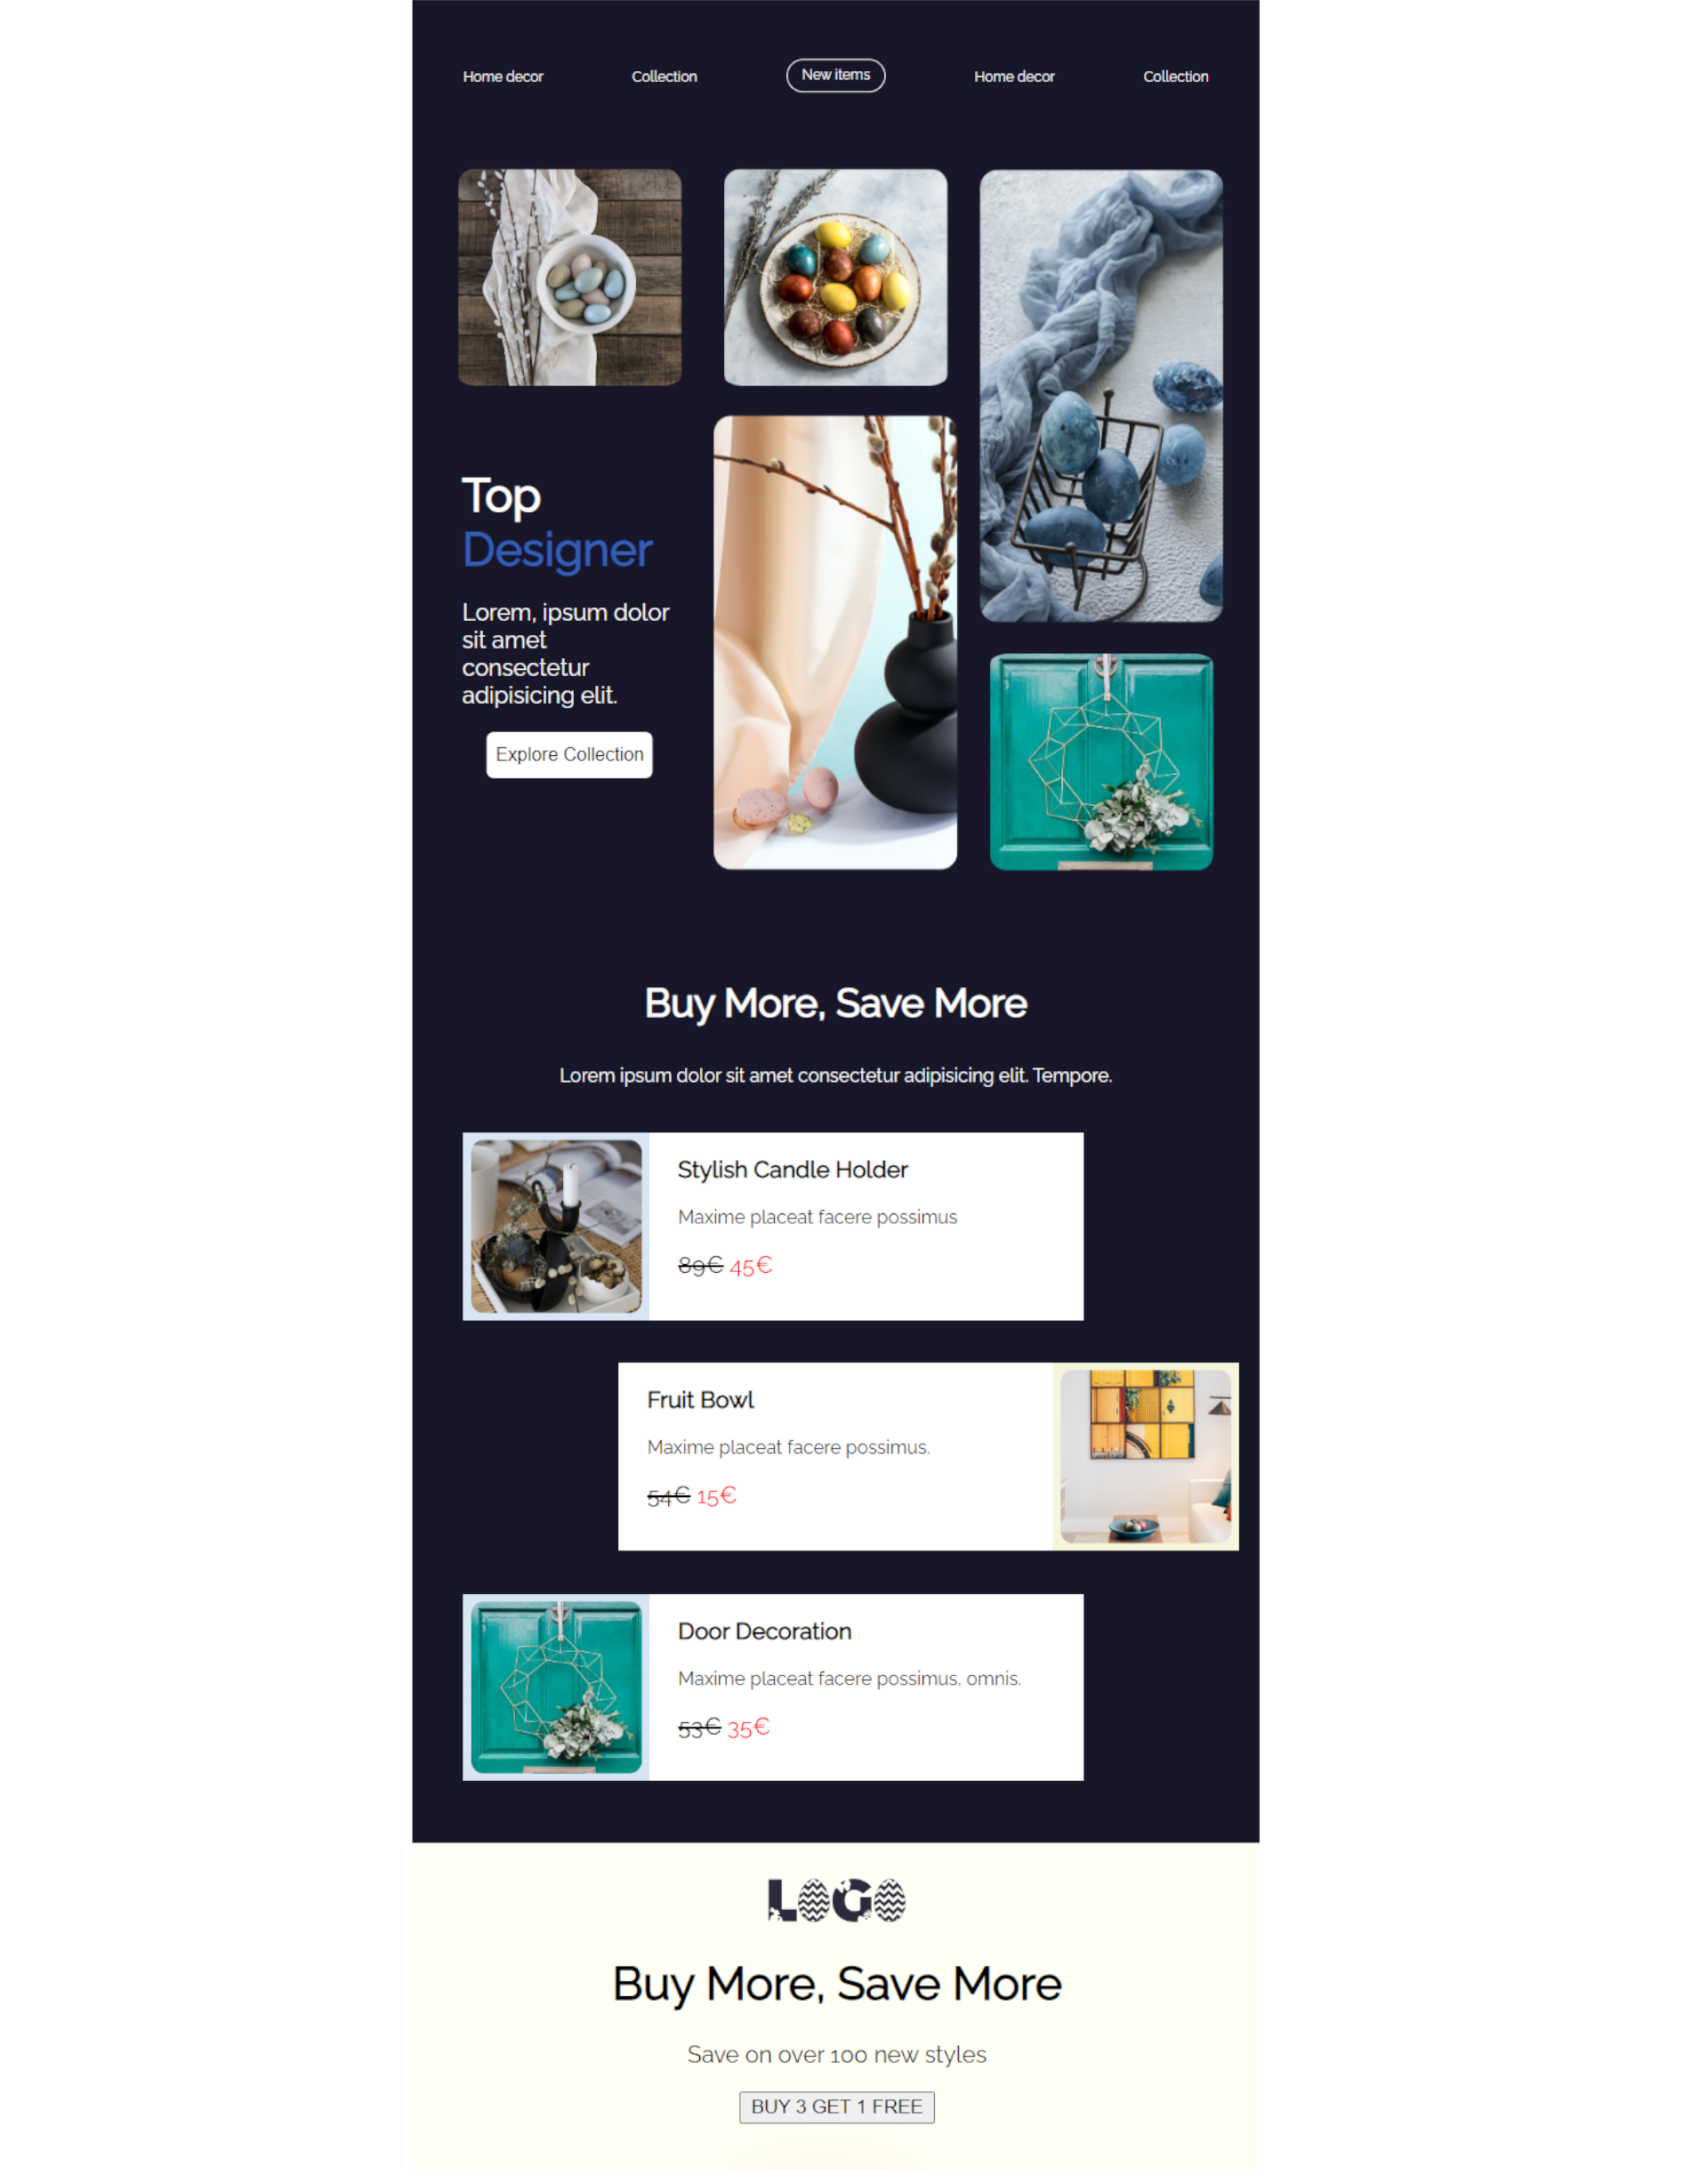 Home decor
Collection
New items
Home decor
Collection
Top
Designer
Lorem, ipsum dolor
sit amet
consectetur
adipisicing elit.
Explore Collection
Buy More, Save More
Lorem ipsum dolor sit amet consectetur adipisicing elit. Tempore.
Stylish Candle Holder
Maxime placeat facere possimus
89€ 45€
Fruit Bowl
Maxime placeat facere possimus.
54€ 15€
Door Decoration
Maxime placeat facere possimus, omnis.
53€ 35€
LOGO
Buy More, Save More
Save on over 100 new styles
BUY 3 GET 1 FREE